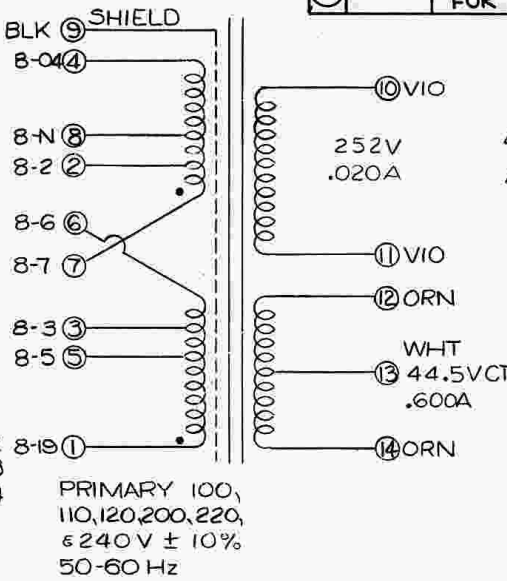 FOR
SHIELD
BLK 9
8-04 4
8-N 8
8-2 2
8-6 6
8-7 7
8-3 3
8-5 5
8-19 1
10 VIO
252V
.020A
11 VIO
12 ORN
WHT
13 44.5VCT
.600A
14 ORN
PRIMARY 100,
110,120,200,220,
& 240 V ± 10%
50-60 Hz